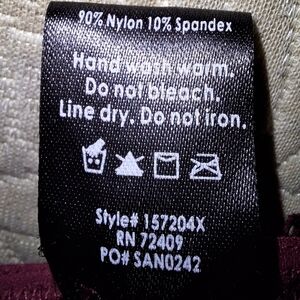 90% Nylon 10% Spandex
Hand wash warm.
Do not bleach.
Line dry. Do not iron.
Style# 157204X
RN 72409
PO# SAN0242